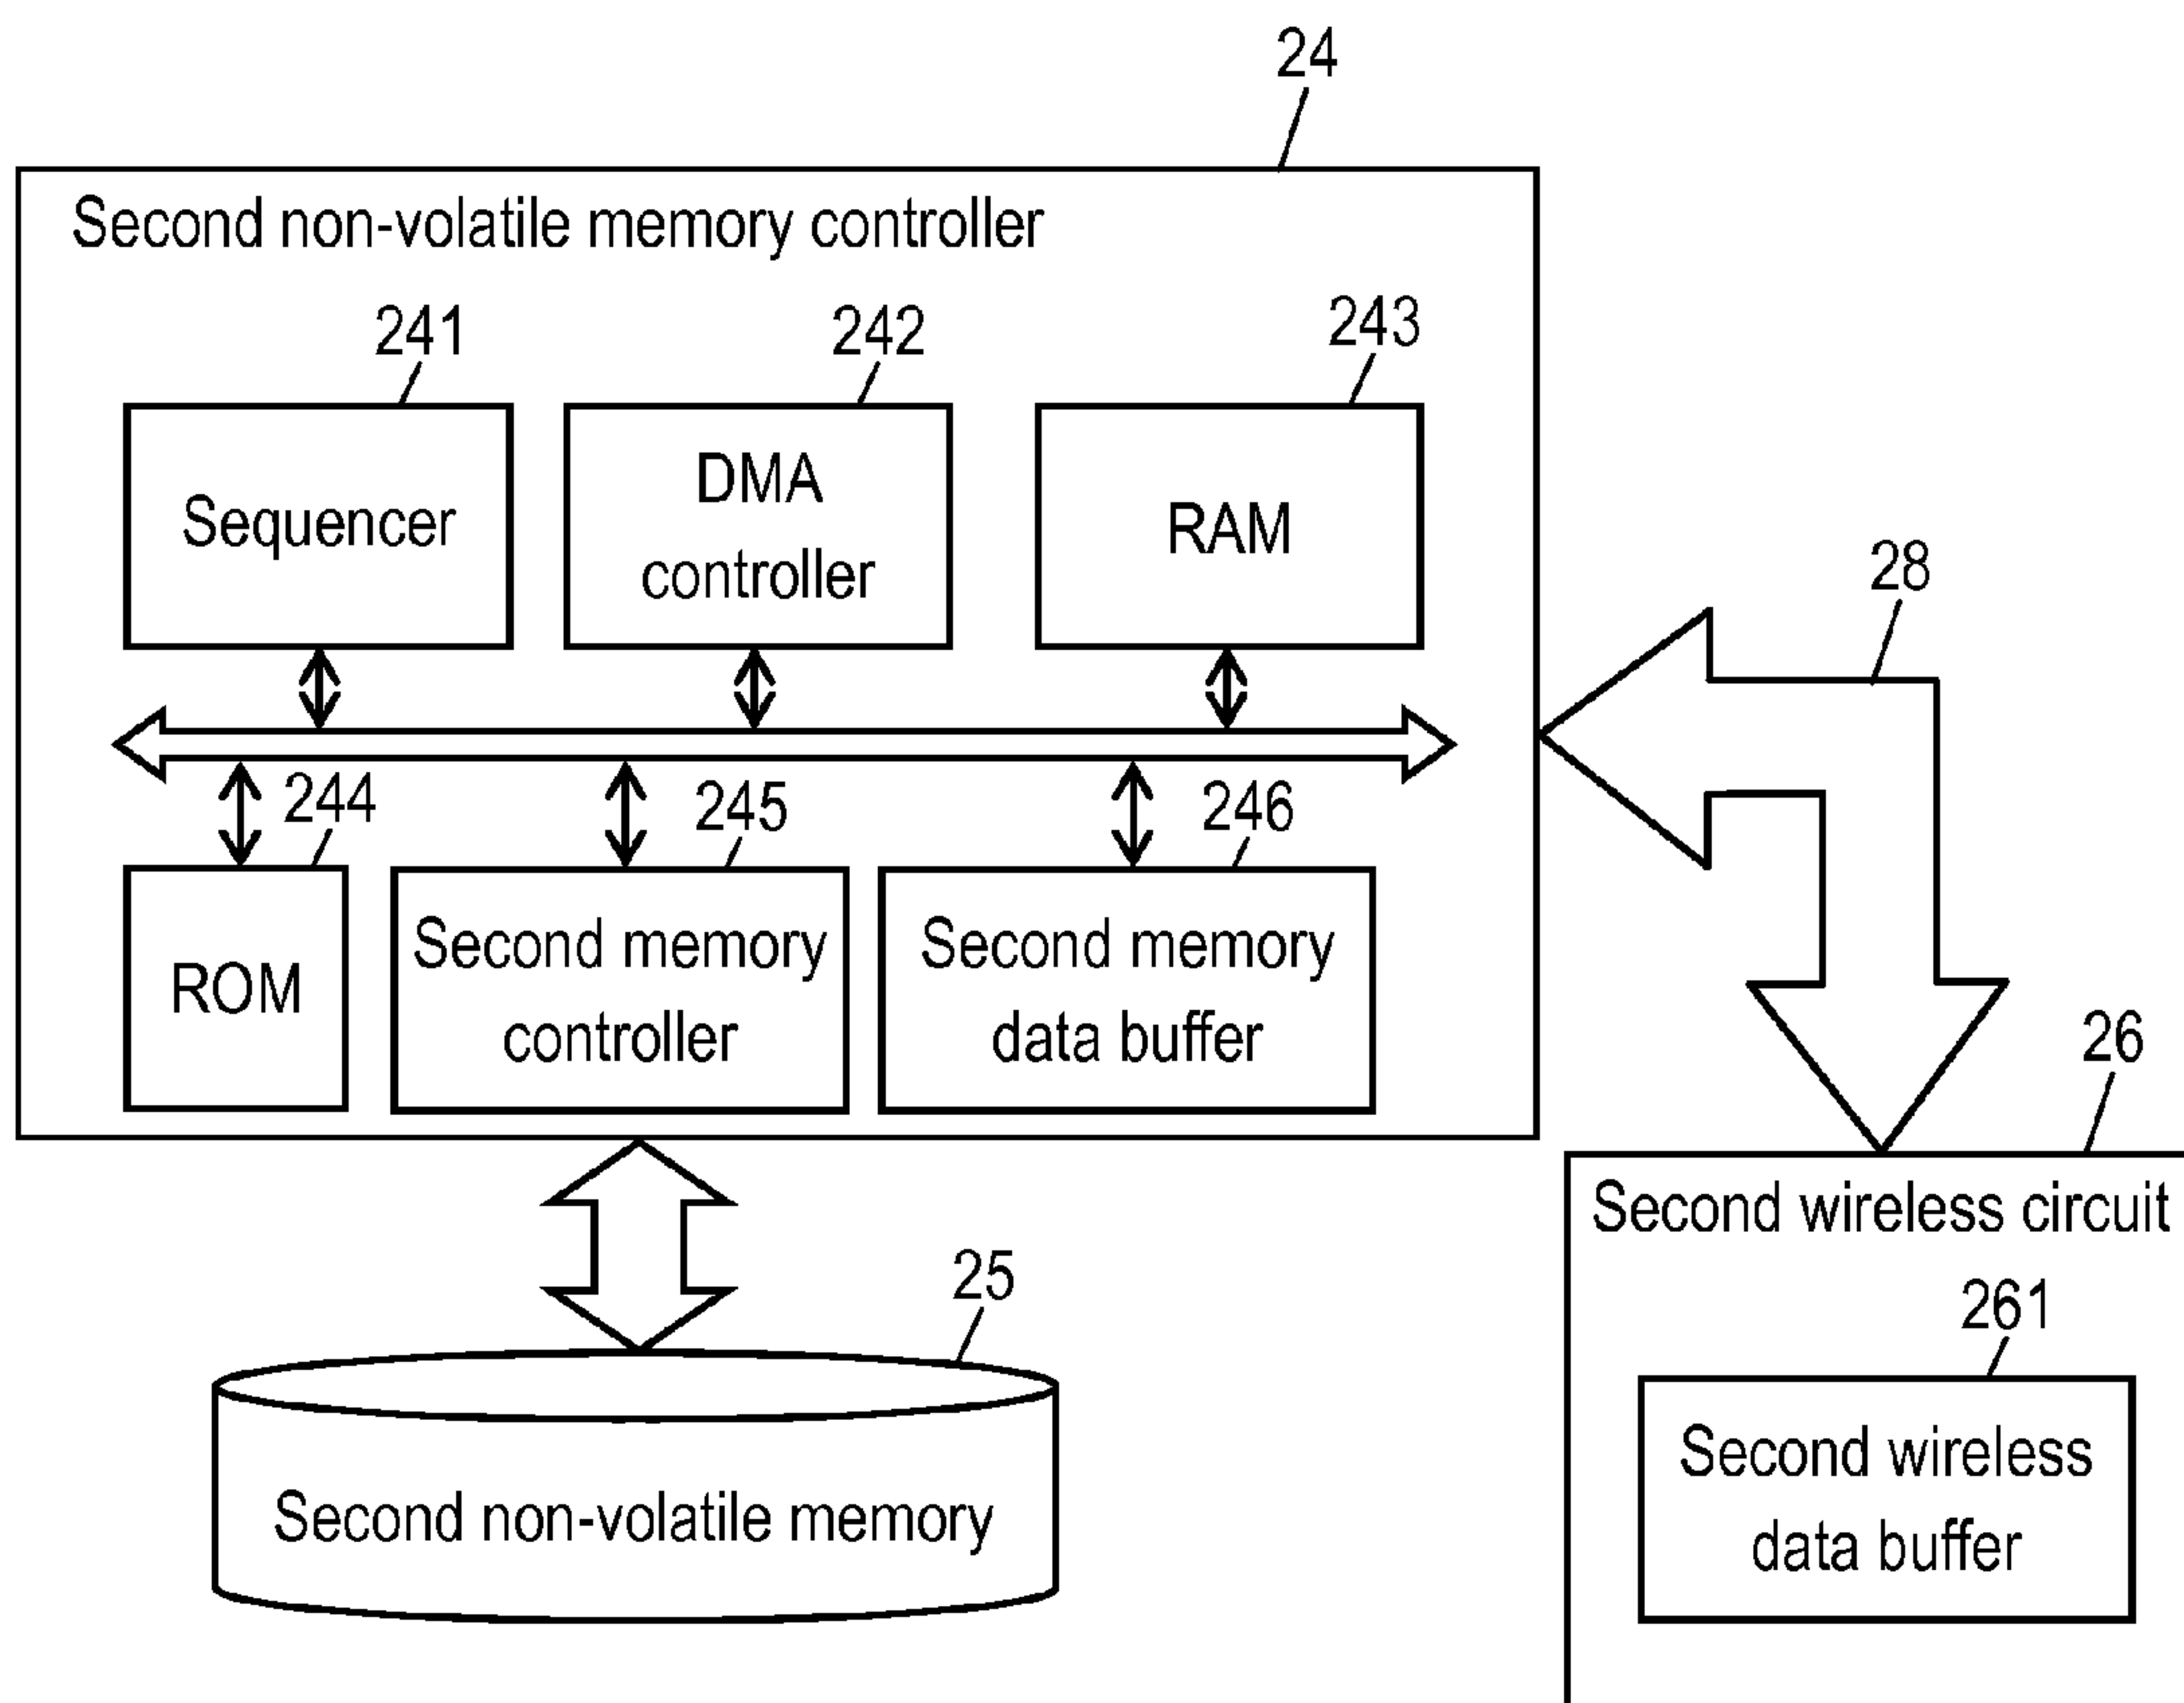 24
Second non-volatile memory controller
241
242
243
Sequencer
DMA
controller
RAM
28
244
245
246
ROM
Second memory
controller
Second memory
data buffer
26
Second wireless circuit
25
261
Second non-volatile memory
Second wireless
data buffer